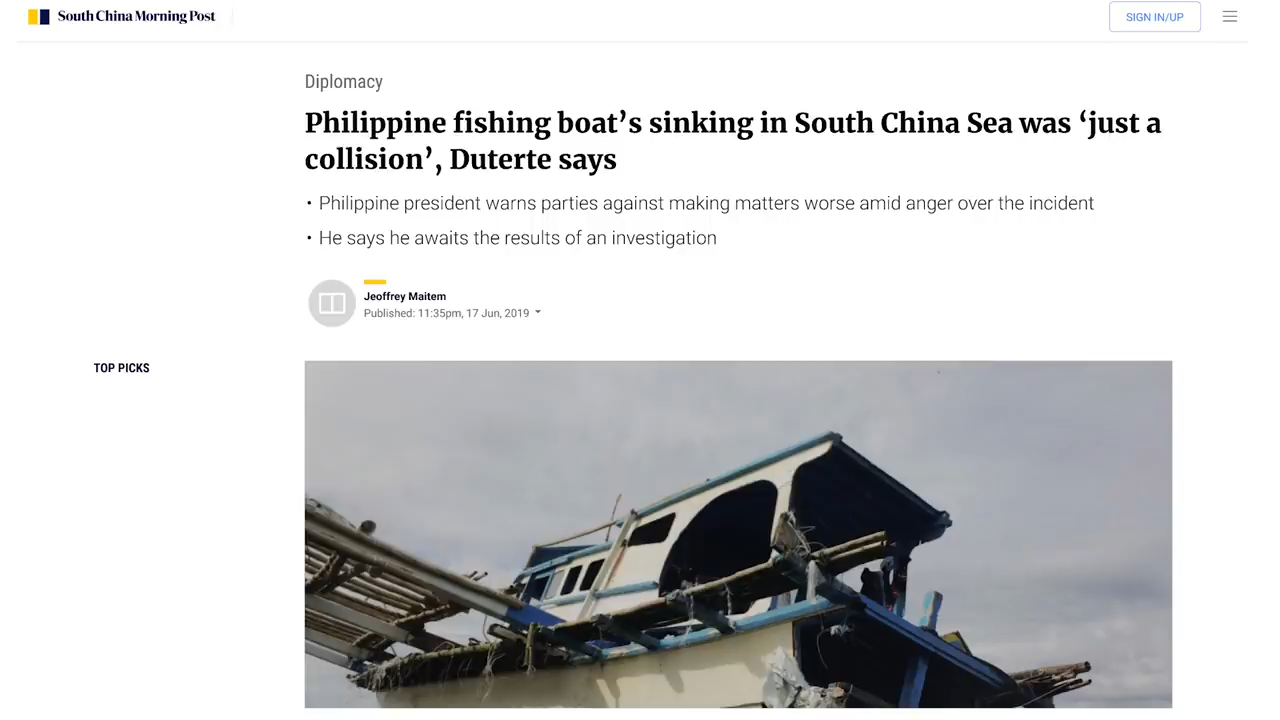 South China Morning Post
SIGN IN/UP
Diplomacy
Philippine fishing boat’s sinking in South China Sea was ‘just a
collision’, Duterte says
• Philippine president warns parties against making matters worse amid anger over the incident
• He says he awaits the results of an investigation
Jeoffrey Maitem
Published: 11:35pm, 17 Jun, 2019
TOP PICKS